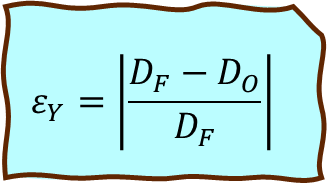 ε_Y = |(D_F − D_O) / D_F|